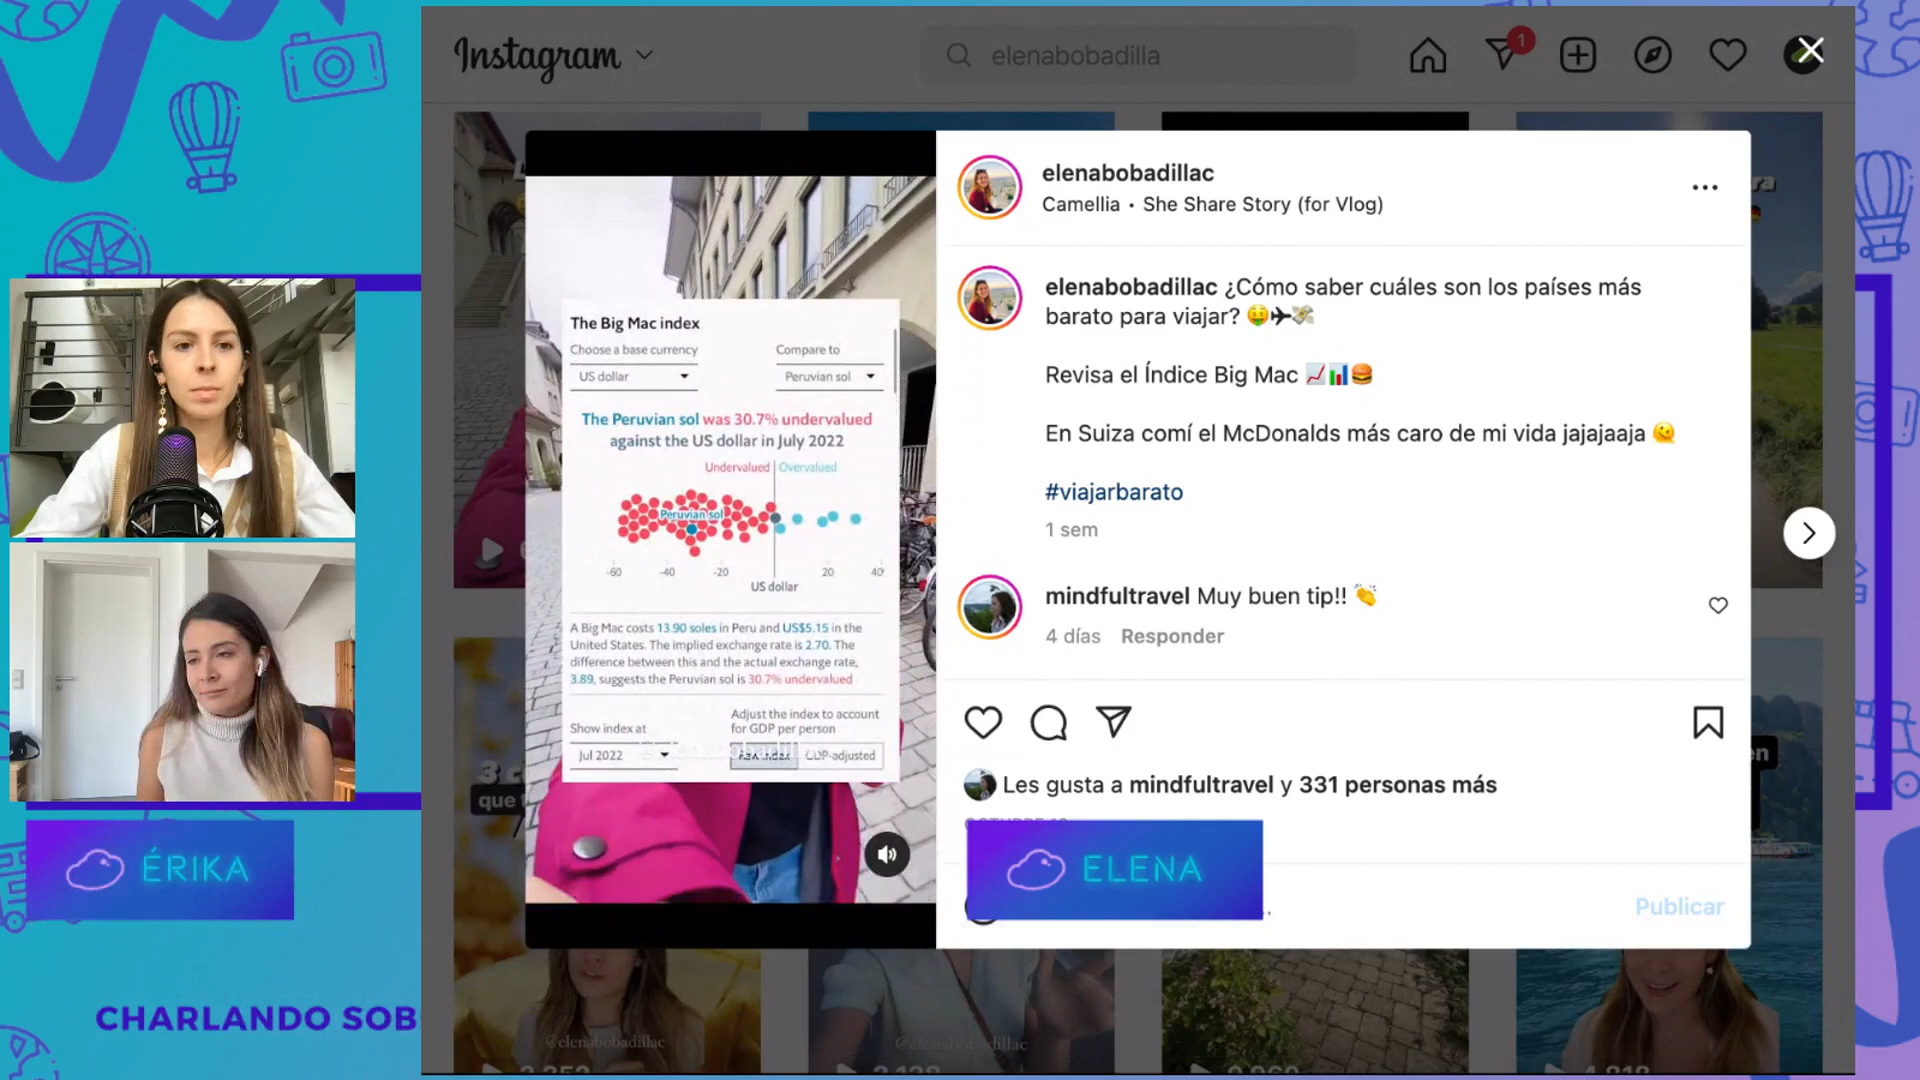 Instagram
elenabobadilla
1
elenabobadillac
Camellia • She Share Story (for Vlog)
elenabobadillac ¿Cómo saber cuáles son los países más
barato para viajar? 🤑✈💸
Revisa el Índice Big Mac 📈📊🍔
En Suiza comí el McDonalds más caro de mi vida jajajaaja 🫠
#viajarbarato
1 sem
mindfultravel Muy buen tip!! 👏
4 días Responder
Les gusta a mindfultravel y 331 personas más
Publicar
The Big Mac index
Choose a base currency
Compare to
US dollar
Peruvian sol
The Peruvian sol was 30.7% undervalued
against the US dollar in July 2022
Undervalued Overvalued
Peruvian sol
-60 -40 -20 20 40
US dollar
A Big Mac costs 13.90 soles in Peru and US$5.15 in the
United States. The implied exchange rate is 2.70. The
difference between this and the actual exchange rate,
3.89, suggests the Peruvian sol is 30.7% undervalued
Show index at
Adjust the index to account
for GDP per person
Jul 2022
GDP-adjusted
3
que
@elenabobadillac
@elenabobadillac
ÉRIKA
ELENA
CHARLANDO SOB